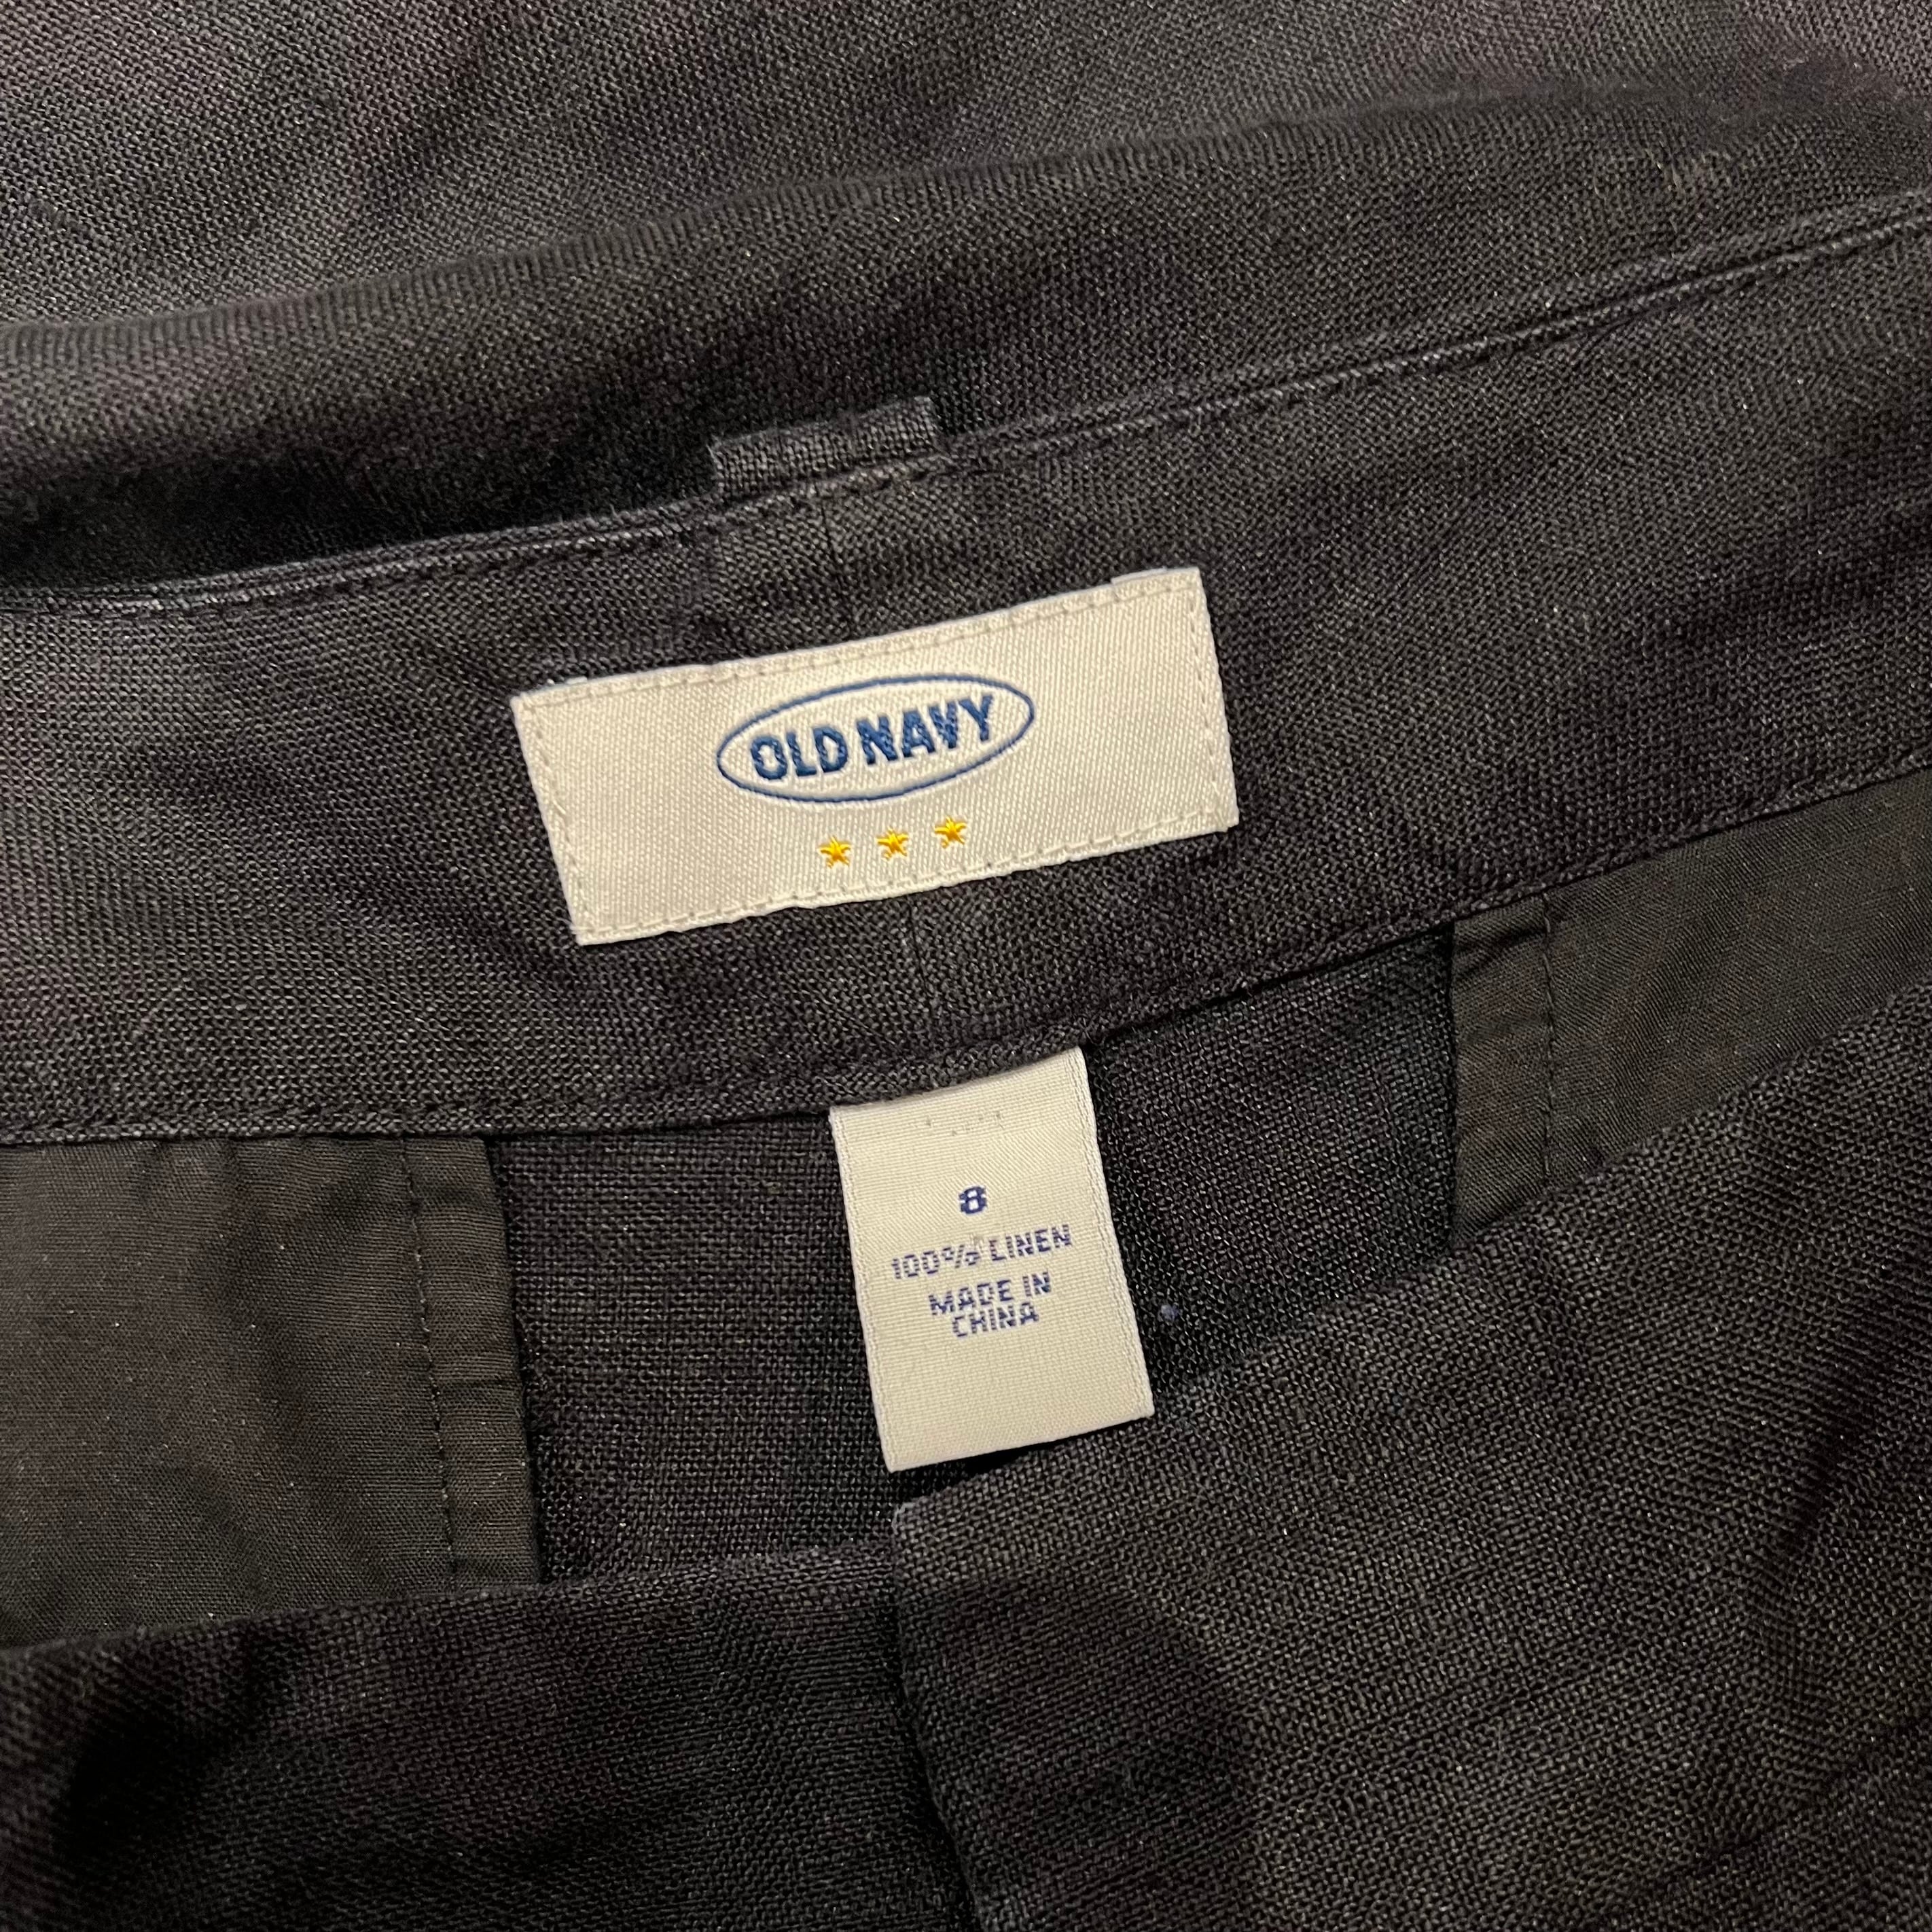 OLD NAVY
8
100% LINEN
MADE IN
CHINA